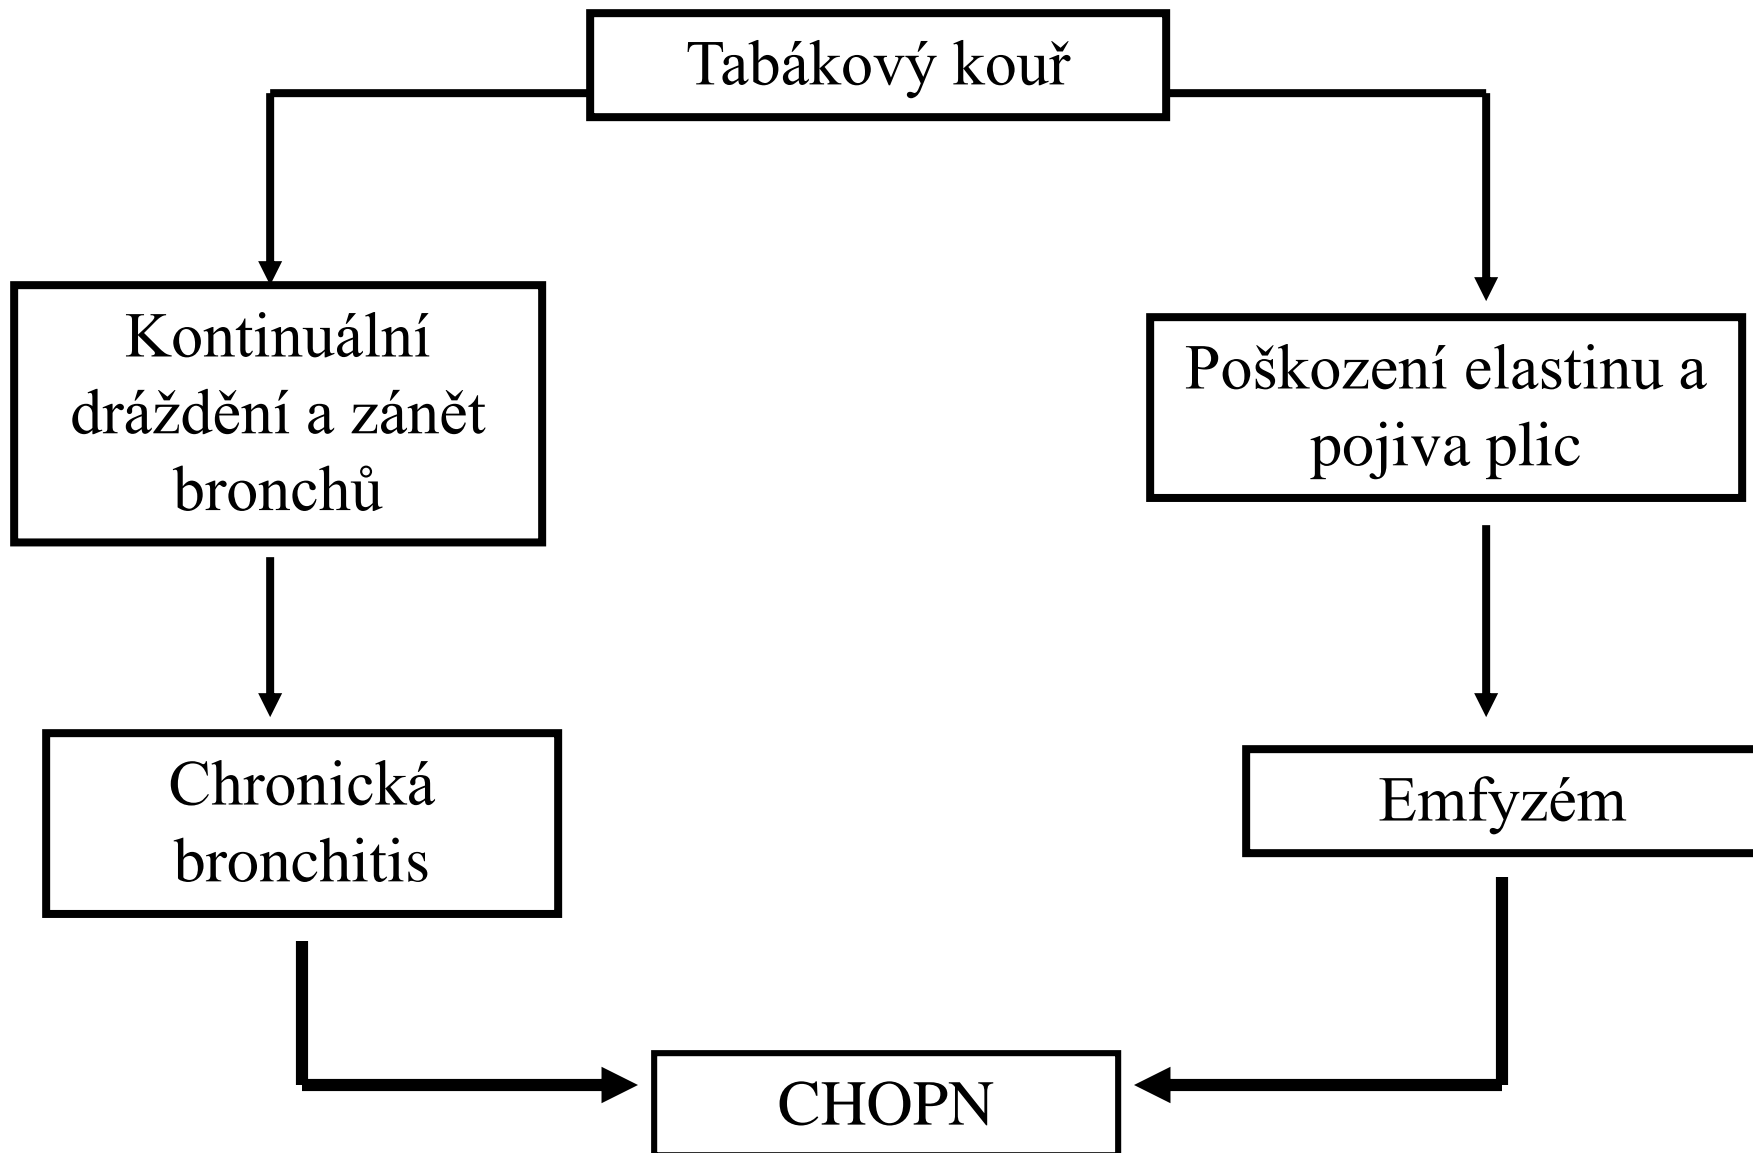 Tabákový kouř
Kontinuální
dráždění a zánět
bronchů
Poškození elastinu a
pojiva plic
Chronická
bronchitis
Emfyzém
CHOPN